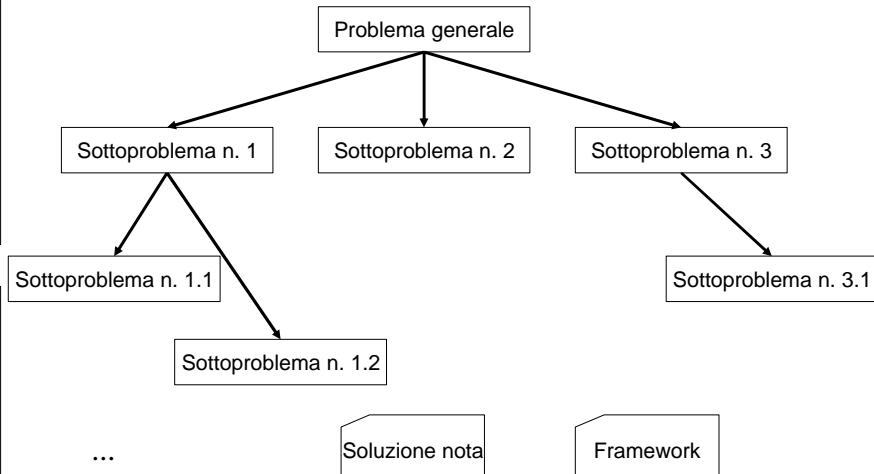 Problema generale
Sottoproblema n. 1
Sottoproblema n. 2
Sottoproblema n. 3
Sottoproblema n. 1.1
Sottoproblema n. 3.1
Sottoproblema n. 1.2
...
Soluzione nota
Framework